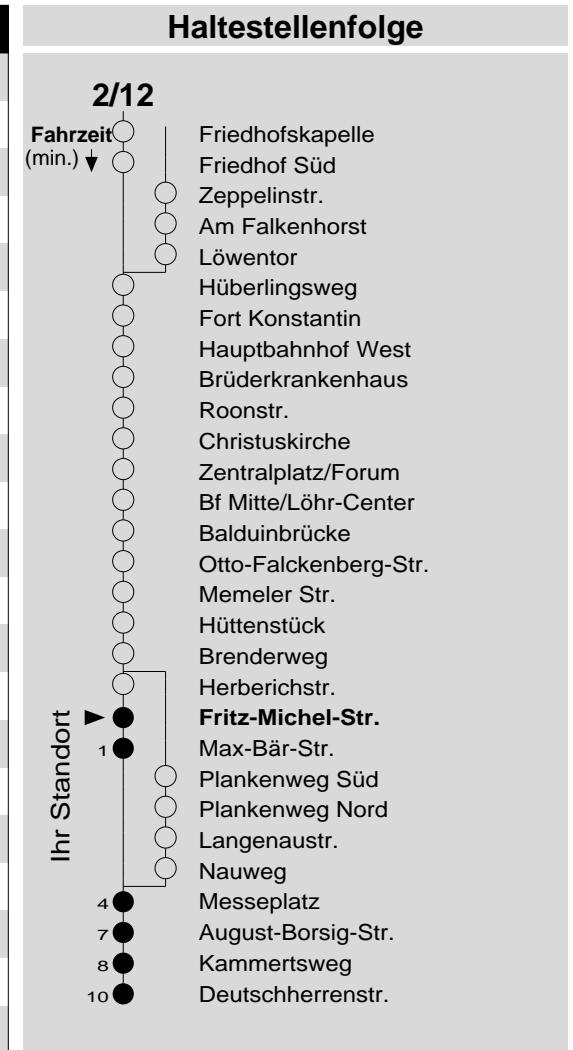 Haltestellenfolge
2/12
Fahrzeit
(min.)
Friedhofskapelle
Friedhof Süd
Zeppelinstr.
Am Falkenhorst
Löwentor
Hüberlingsweg
Fort Konstantin
Hauptbahnhof West
Brüderkrankenhaus
Roonstr.
Christuskirche
Zentralplatz/Forum
Bf Mitte/Löhr-Center
Balduinbrücke
Otto-Falckenberg-Str.
Memeler Str.
Hüttenstück
Brenderweg
Herberichstr.
Ihr Standort
Fritz-Michel-Str.
1 Max-Bär-Str.
Plankenweg Süd
Plankenweg Nord
Langenaustr.
Nauweg
4 Messeplatz
7 August-Borsig-Str.
8 Kammertsweg
10 Deutschherrenstr.